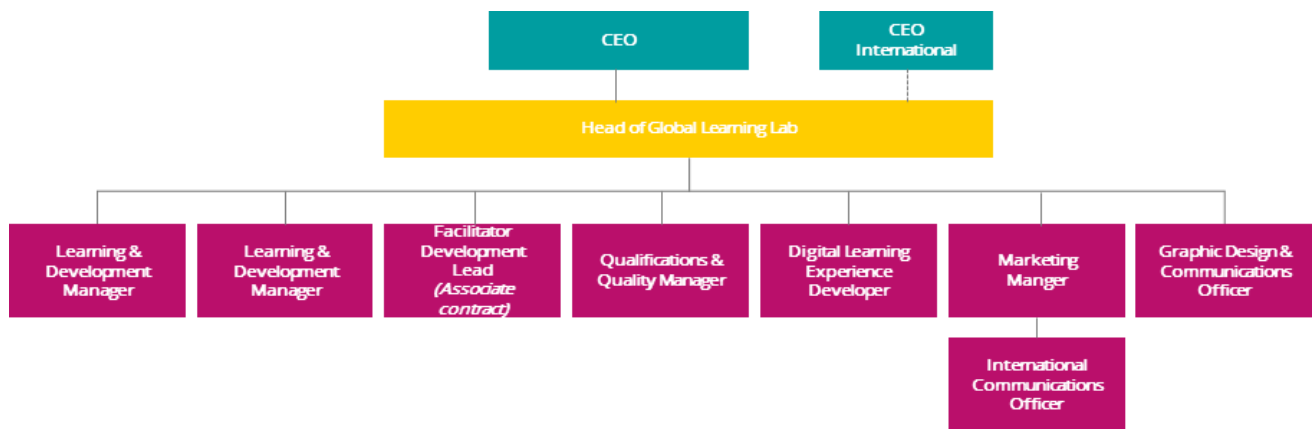 CEO
CEO
International
Head of Global Learning Lab
Learning &
Development
Manager
Learning &
Development
Manager
Facilitator
Development
Lead
(Associate
contract)
Qualifications &
Quality Manager
Digital Learning
Experience
Developer
Marketing
Manger
Graphic Design &
Communications
Officer
International
Communications
Officer